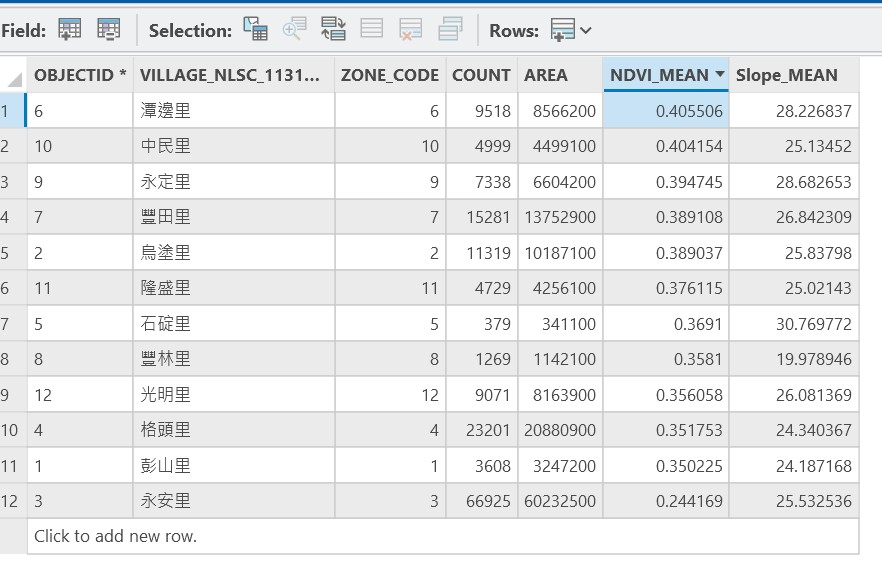 Field: Selection: Rows:
OBJECTID * VILLAGE_NLSC_1131... ZONE_CODE COUNT AREA NDVI_MEAN Slope_MEAN
1 6 潭邊里 6 9518 8566200 0.405506 28.226837
2 10 中民里 10 4999 4499100 0.404154 25.13452
3 9 永定里 9 7338 6604200 0.394745 28.682653
4 7 豐田里 7 15281 13752900 0.389108 26.842309
5 2 烏塗里 2 11319 10187100 0.389037 25.83798
6 11 隆盛里 11 4729 4256100 0.376115 25.02143
7 5 石碇里 5 379 341100 0.3691 30.769772
8 8 豐林里 8 1269 1142100 0.3581 19.978946
9 12 光明里 12 9071 8163900 0.356058 26.081369
10 4 格頭里 4 23201 20880900 0.351753 24.340367
11 1 彭山里 1 3608 3247200 0.350225 24.187168
12 3 永安里 3 66925 60232500 0.244169 25.532536
Click to add new row.